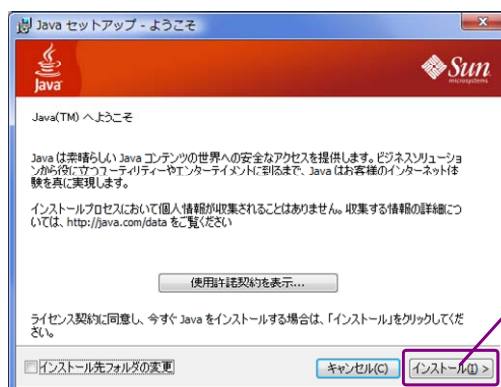 Java セットアップ - ようこそ
Java
Sun
microsystems
Java(TM) へようこそ
Java は素晴らしい Java コンテンツの世界への安全なアクセスを提供します。ビジネスソリューショ
ンから役に立つユーティリティーやエンターテイメントに到るまで、Java はお客様のインターネット体
験を真に実現します。
インストールプロセスにおいて個人情報が収集されることはありません。収集する情報の詳細につ
いては、http://java.com/data をご覧ください
使用許諾契約を表示...
ライセンス契約に同意し、今すぐ Java をインストールする場合は、「インストール」をクリックしてくだ
さい。
インストール先フォルダの変更
キャンセル(C)
インストール(I) >